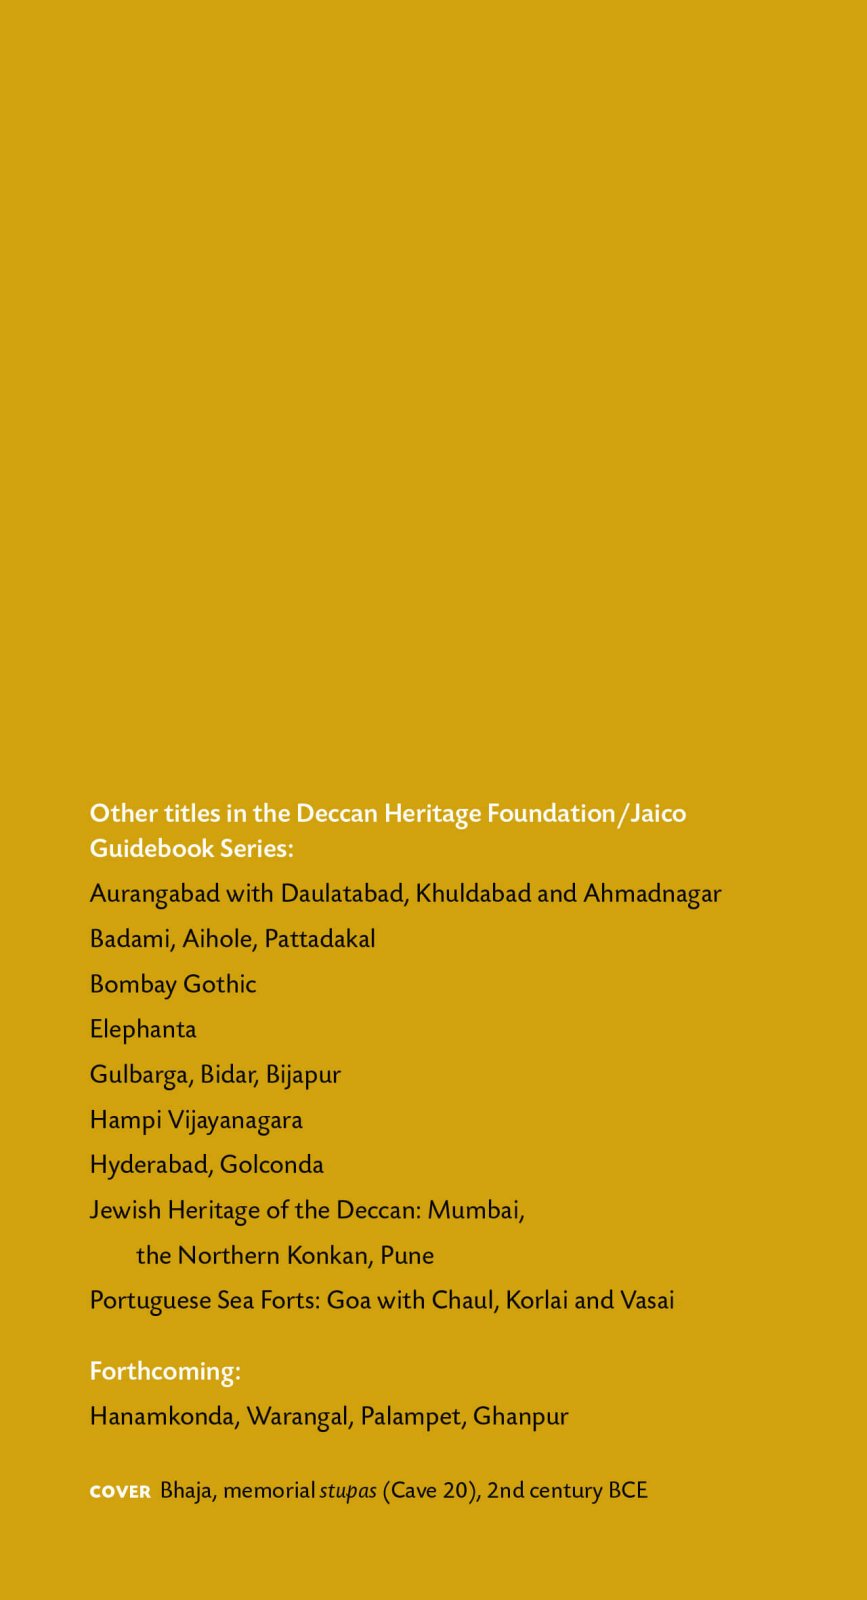 Other titles in the Deccan Heritage Foundation/Jaico
Guidebook Series:
Aurangabad with Daulatabad, Khuldabad and Ahmadnagar
Badami, Aihole, Pattadakal
Bombay Gothic
Elephanta
Gulbarga, Bidar, Bijapur
Hampi Vijayanagara
Hyderabad, Golconda
Jewish Heritage of the Deccan: Mumbai,
the Northern Konkan, Pune
Portuguese Sea Forts: Goa with Chaul, Korlai and Vasai
Forthcoming:
Hanamkonda, Warangal, Palampet, Ghanpur
COVER Bhaja, memorial stupas (Cave 20), 2nd century BCE